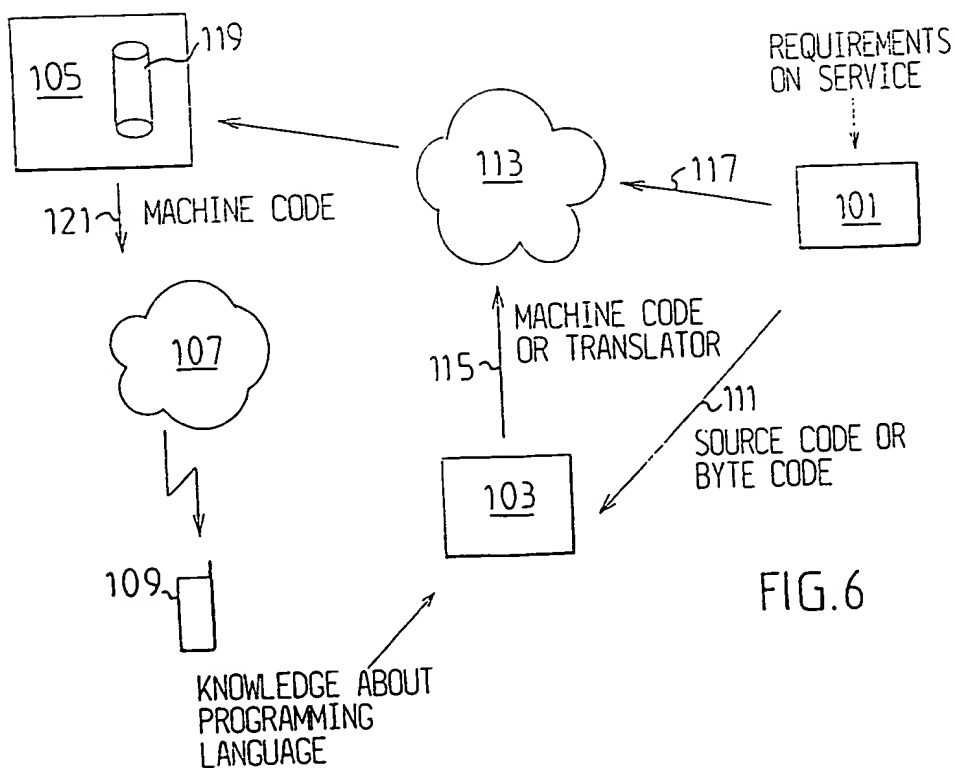 119
105
REQUIREMENTS
ON SERVICE
113
117
101
121
MACHINE CODE
107
MACHINE CODE
OR TRANSLATOR
115
111
SOURCE CODE OR
BYTE CODE
103
109
FIG.6
KNOWLEDGE ABOUT
PROGRAMMING
LANGUAGE